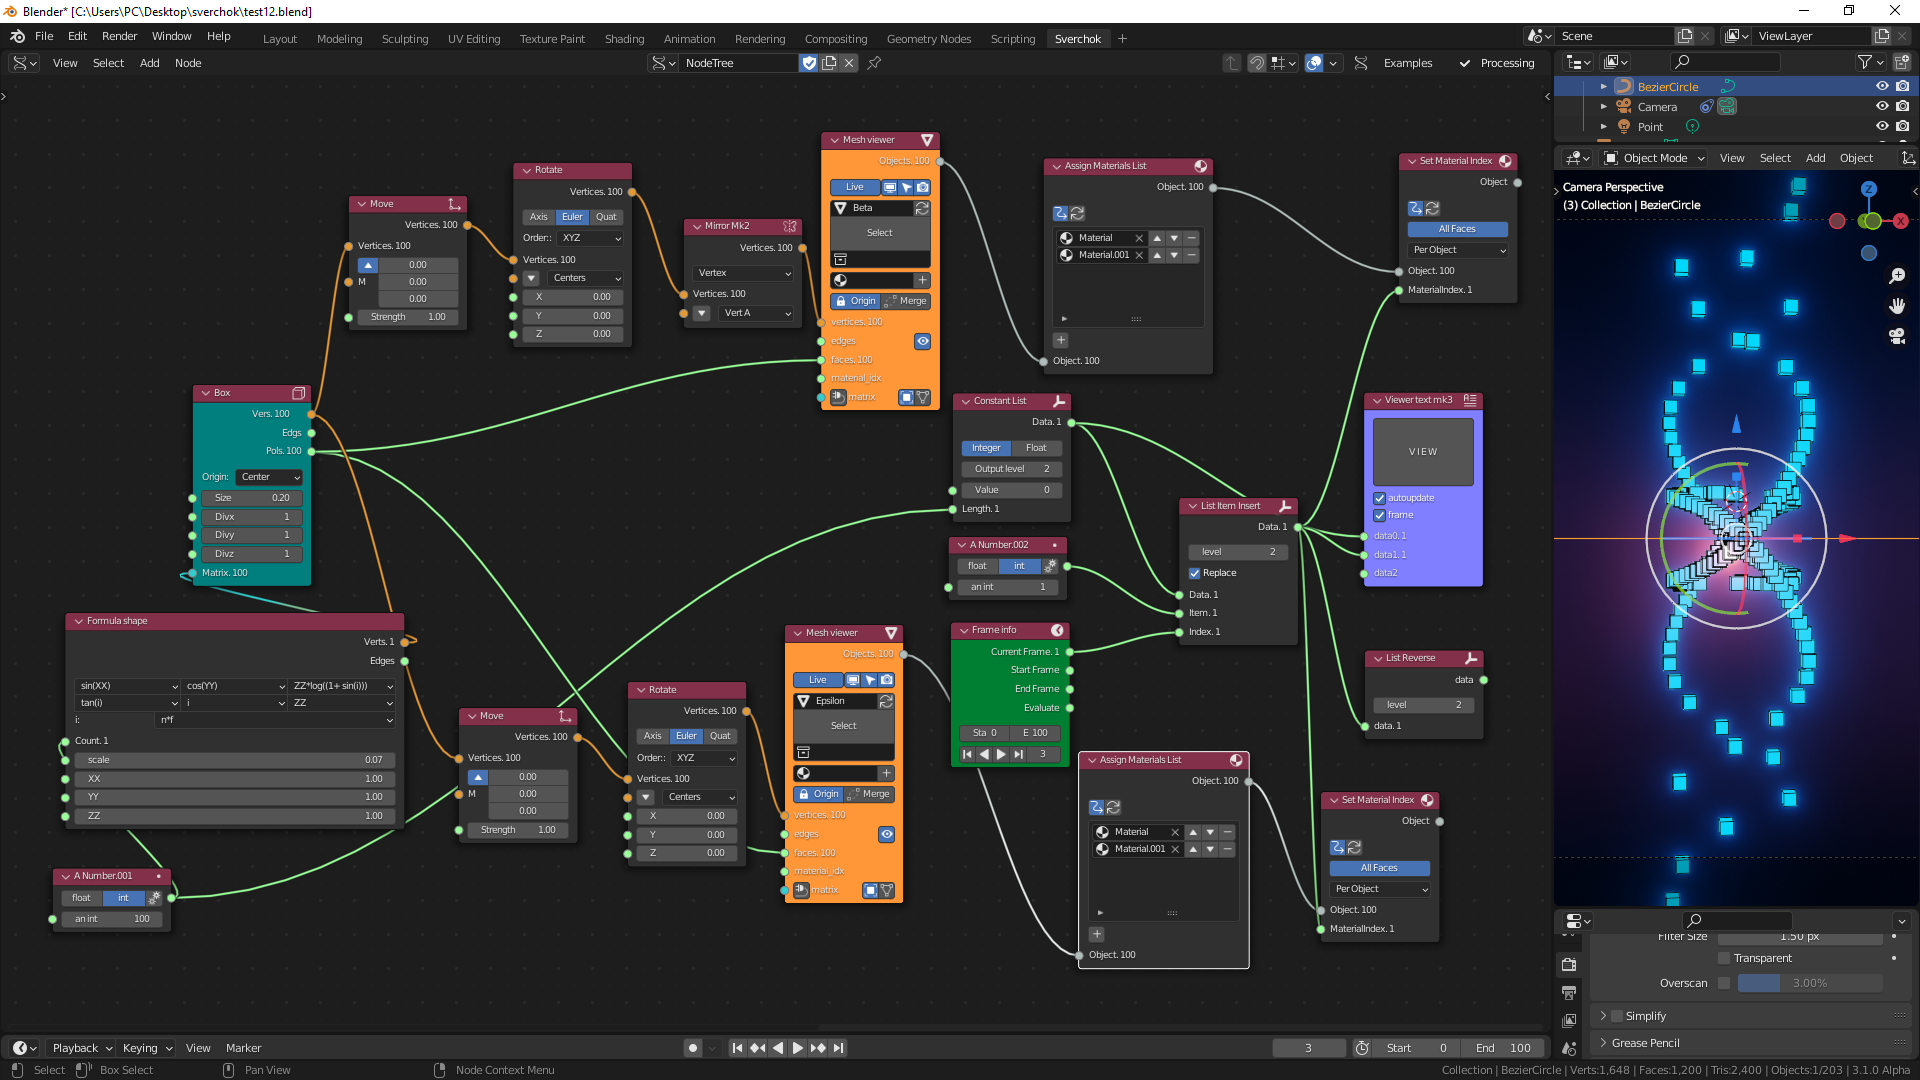 Blender* [C:\Users\PC\Desktop\sverchok\test12.blend]
File Edit Render Window Help
Layout Modeling Sculpting UV Editing Texture Paint Shading Animation Rendering Compositing Geometry Nodes Scripting Sverchok +
Scene
ViewLayer
View Select Add Node
NodeTree
Examples Processing
BezierCircle
Camera
Point
Object Mode View Select Add Object
Camera Perspective
(3) Collection | BezierCircle
Z
X
Move
Vertices. 100
Vertices. 100
0.00
M 0.00
0.00
Strength 1.00
Rotate
Vertices. 100
Axis Euler Quat
Order: XYZ
Vertices. 100
Centers
X 0.00
Y 0.00
Z 0.00
Mirror Mk2
Vertices. 100
Vertex
Vertices. 100
Vert A
Mesh viewer
Objects. 100
Live
Beta
Select
Origin Merge
vertices. 100
edges
faces. 100
material_idx
matrix
Assign Materials List
Object. 100
Material
Material.001
Object. 100
Set Material Index
Object
All Faces
Per Object
Object. 100
MaterialIndex. 1
Box
Vers. 100
Edgs
Pols. 100
Origin: Center
Size 0.20
Divx 1
Divy 1
Divz 1
Matrix. 100
Constant List
Data. 1
Integer Float
Output level 2
Value 0
Length. 1
Viewer text mk3
VIEW
autoupdate
frame
data0. 1
data1. 1
data2
List Item Insert
Data. 1
level 2
Replace
Data. 1
Item. 1
Index. 1
A Number.002
float int
an int 1
Formula shape
Verts. 1
Edges
sin(XX) cos(YY) ZZ*log((1+ sin(i)))
tan(i) i ZZ
i: n*f
Count. 1
scale 0.07
XX 1.00
YY 1.00
ZZ 1.00
Move
Vertices. 100
Vertices. 100
0.00
M 0.00
0.00
Strength 1.00
Rotate
Vertices. 100
Axis Euler Quat
Order: XYZ
Vertices. 100
Centers
X 0.00
Y 0.00
Z 0.00
Mesh viewer
Objects. 100
Live
Epsilon
Select
Origin Merge
vertices. 100
edges
faces. 100
material_idx
matrix
Frame info
Current Frame. 1
Start Frame
End Frame
Evaluate
Sta 0 E 100
3
List Reverse
data
level 2
data. 1
Assign Materials List
Object. 100
Material
Material.001
Object. 100
Set Material Index
Object
All Faces
Per Object
Object. 100
MaterialIndex. 1
A Number.001
float int
an int 100
Filter Size 1.50 px
Transparent
Overscan 3.00%
Simplify
Grease Pencil
Playback Keying View Marker
3 Start 0 End 100
Select Box Select Pan View Node Context Menu
Collection | BezierCircle | Verts:1,648 | Faces:1,200 | Tris:2,400 | Objects:1/203 | 3.1.0 Alpha